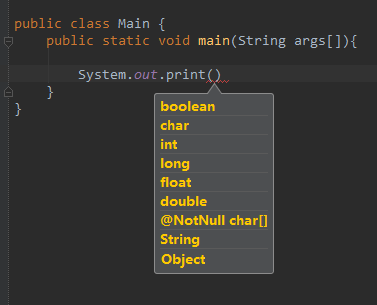 public class Main {
public static void main(String args[]){
System.out.print()
}
}
boolean
char
int
long
float
double
@NotNull char[]
String
Object